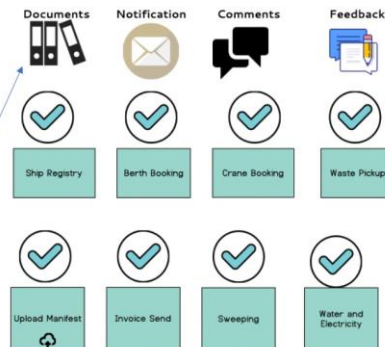 Documents Notification Comments Feedback
Ship Registry Berth Booking Crane Booking Waste Pickup
Upload Manifest Invoice Send Sweeping Water and
Electricity